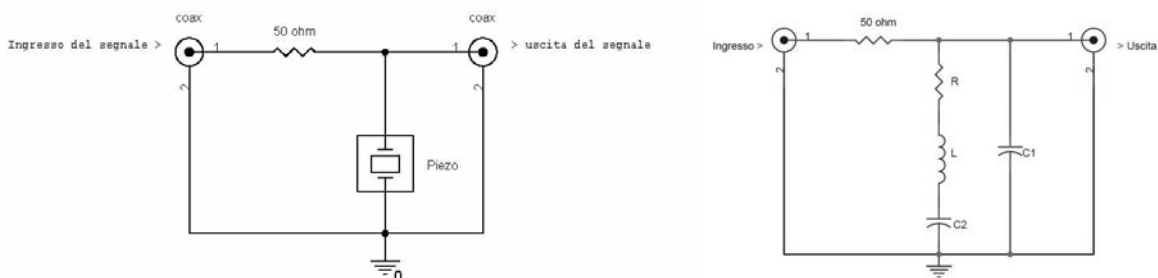 coax
coax
50 ohm
Ingresso del segnale >
1
1
> uscita del segnale
2
2
Piezo
0
50 ohm
Ingresso >
1
1
> Uscita
2
2
R
L
C1
C2